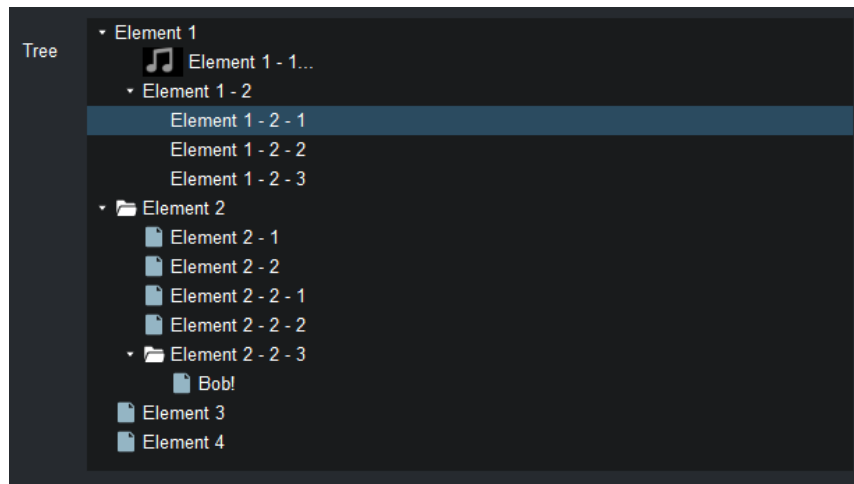 Tree
Element 1
Element 1 - 1...
Element 1 - 2
Element 1 - 2 - 1
Element 1 - 2 - 2
Element 1 - 2 - 3
Element 2
Element 2 - 1
Element 2 - 2
Element 2 - 2 - 1
Element 2 - 2 - 2
Element 2 - 2 - 3
Bob!
Element 3
Element 4